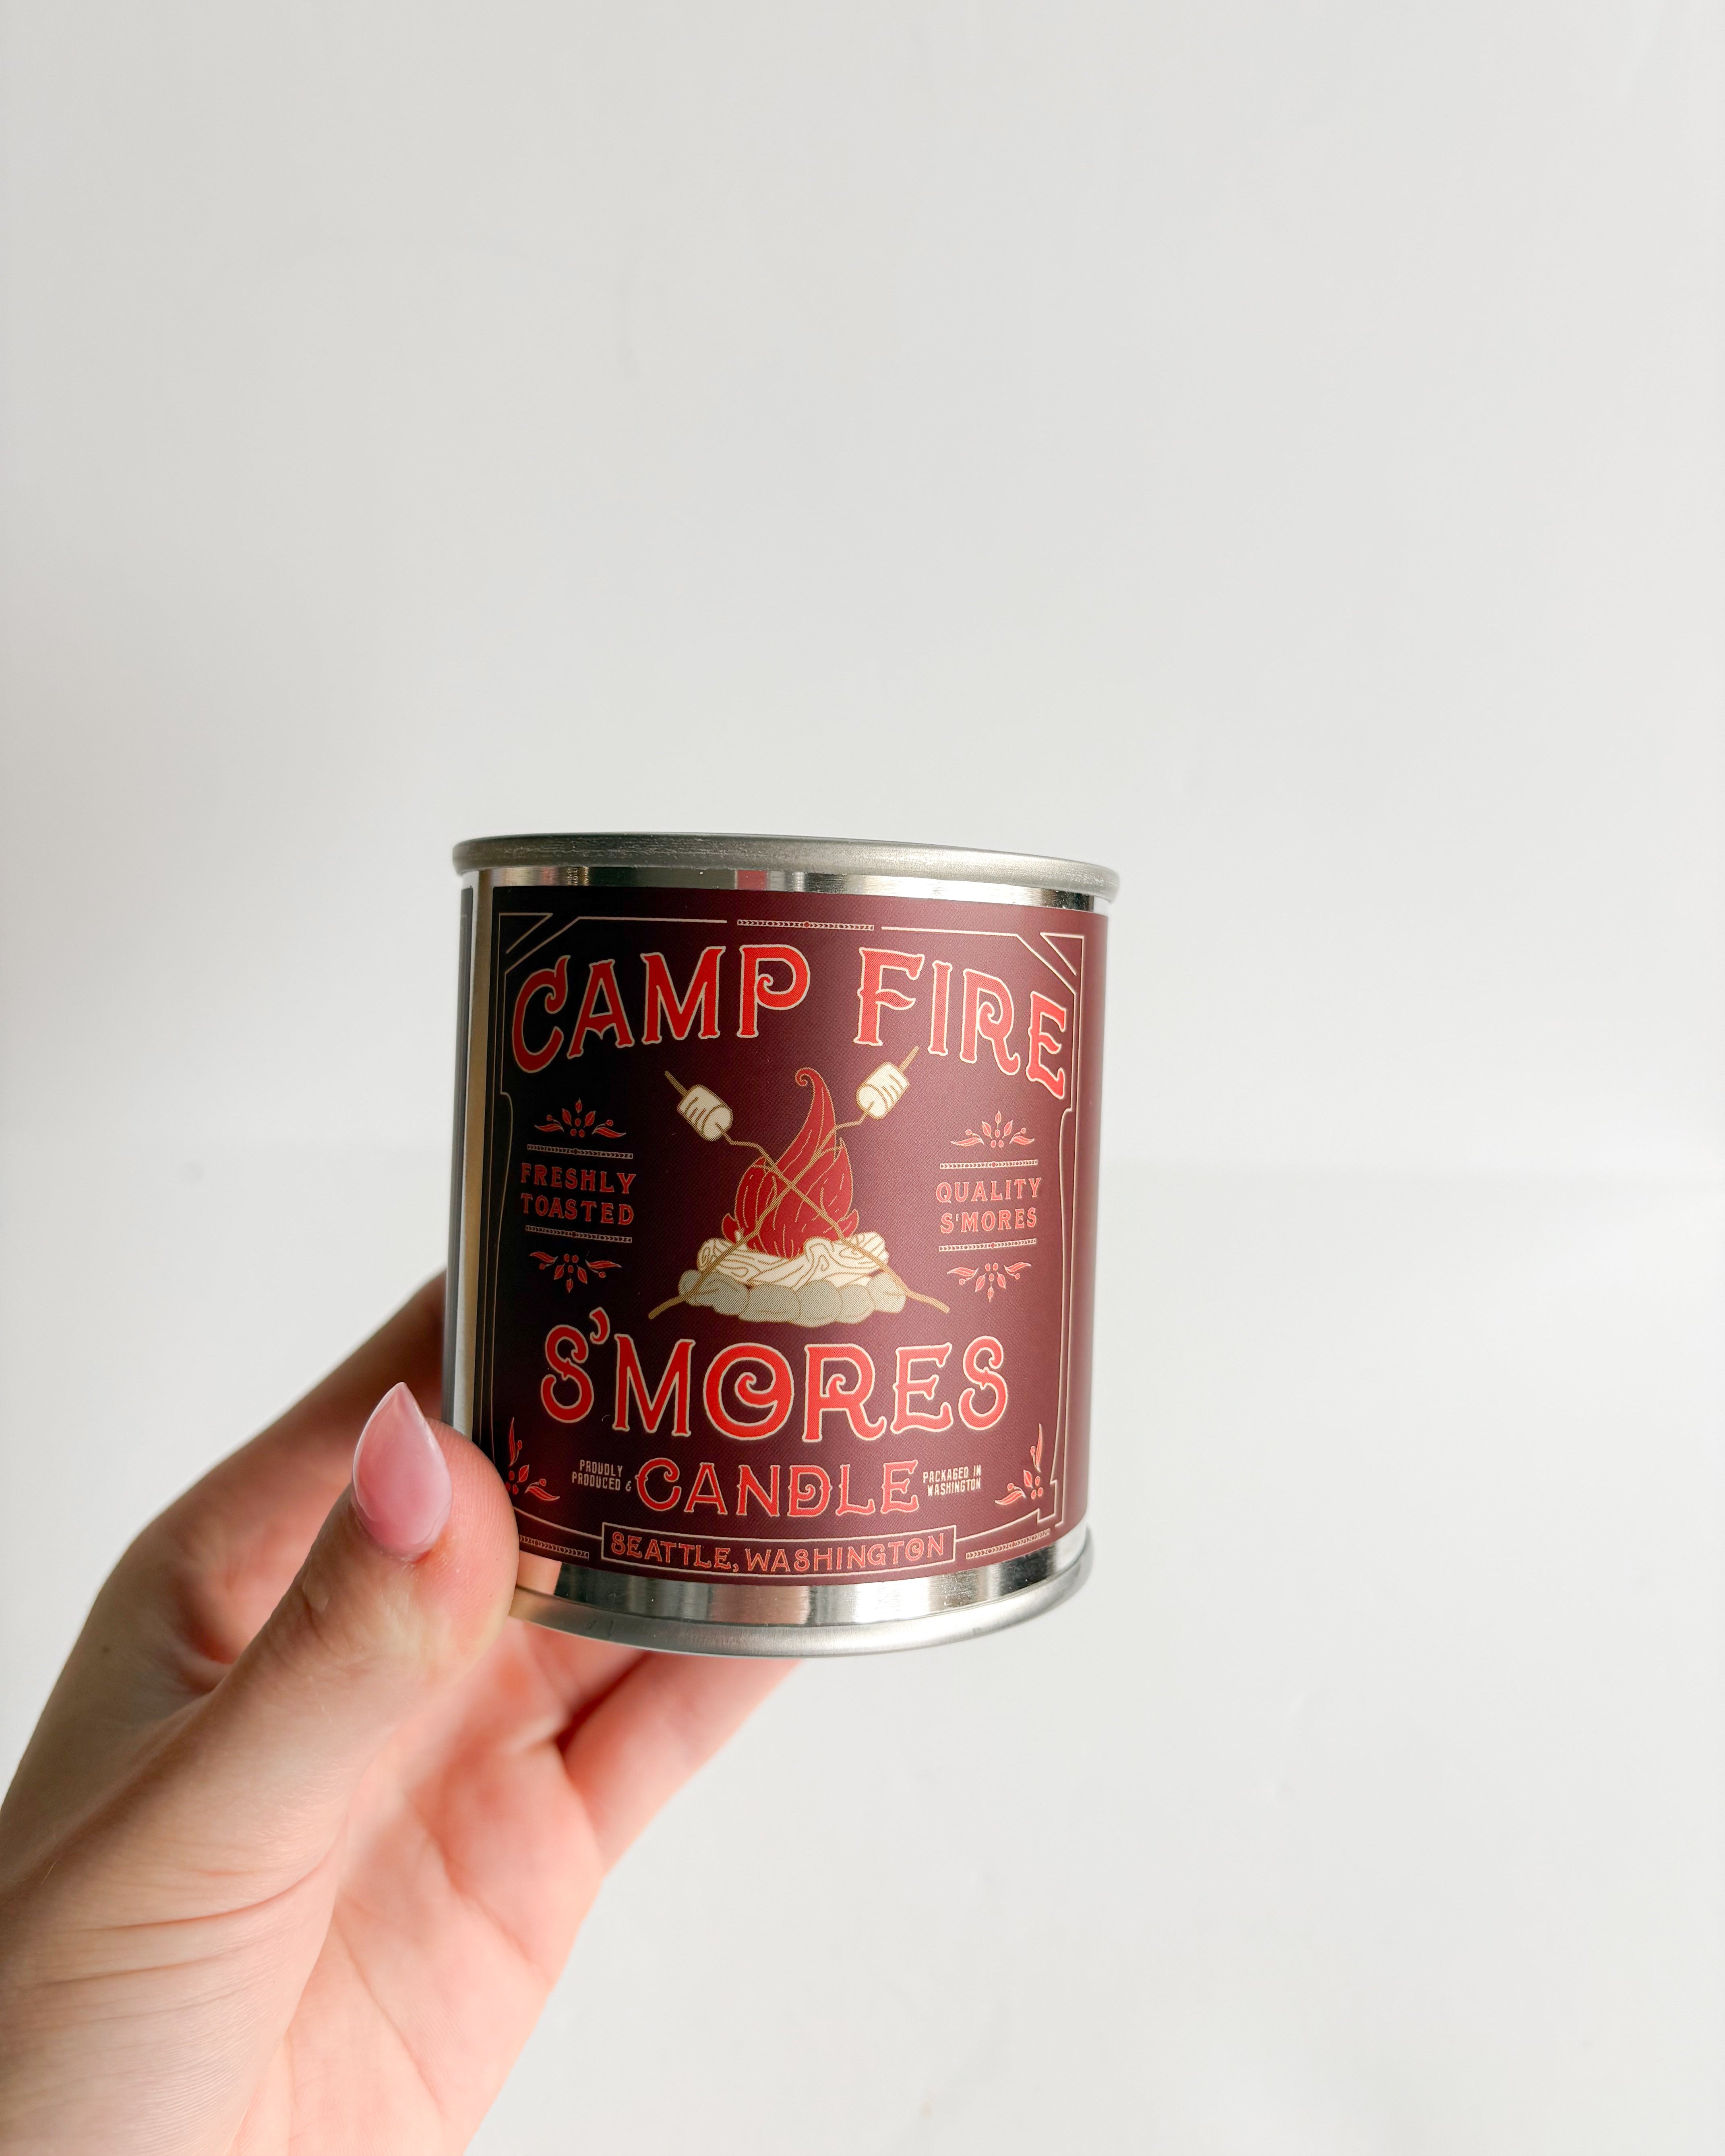 CAMP FIRE
FRESHLY
TOASTED
QUALITY
S'MORES
S'MORES
PROUDLY
PRODUCED &
CANDLE
PACKAGED IN
WASHINGTON
SEATTLE, WASHINGTON